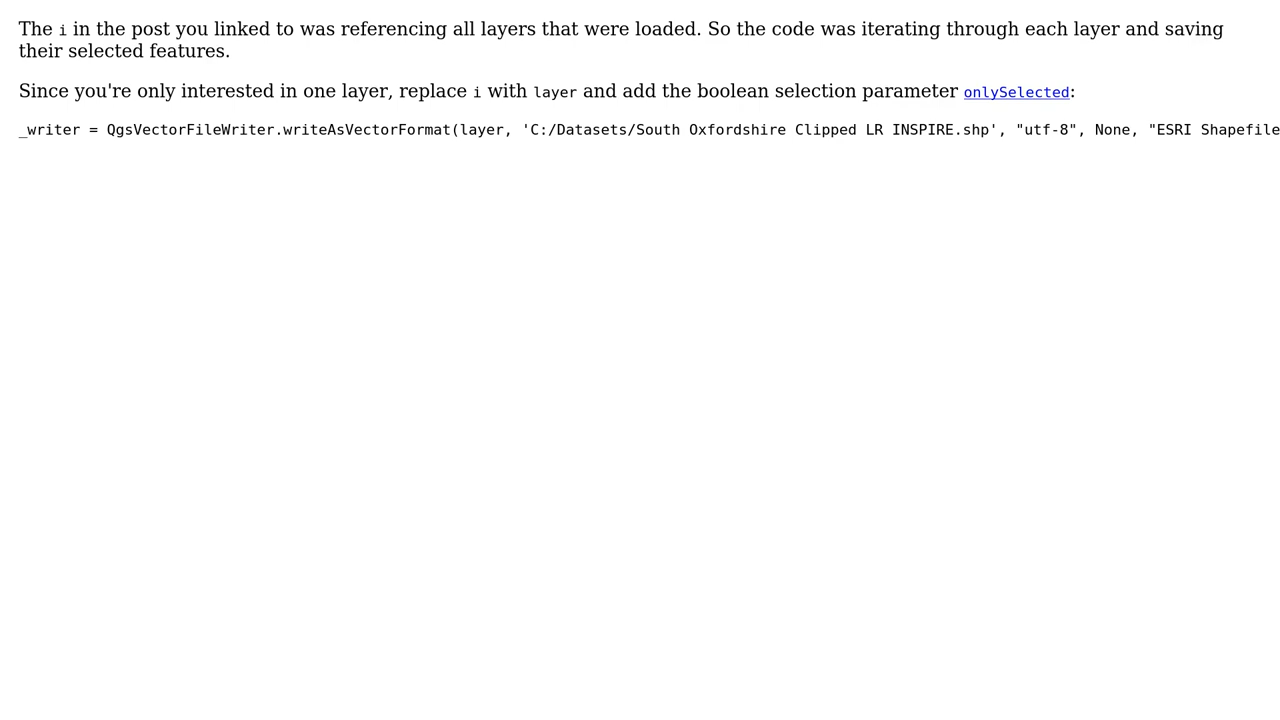 The i in the post you linked to was referencing all layers that were loaded. So the code was iterating through each layer and saving
their selected features.
Since you're only interested in one layer, replace i with layer and add the boolean selection parameter onlySelected:
_writer = QgsVectorFileWriter.writeAsVectorFormat(layer, 'C:/Datasets/South Oxfordshire Clipped LR INSPIRE.shp', "utf-8", None, "ESRI Shapefile